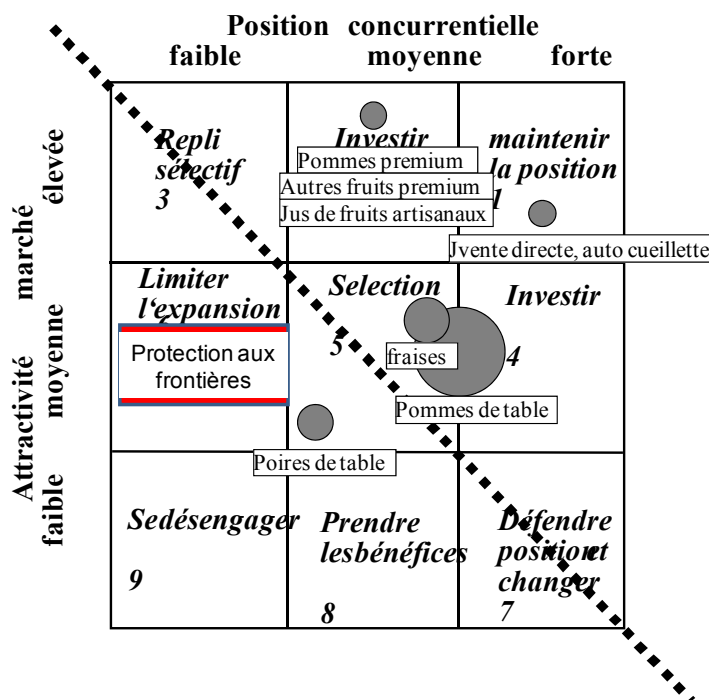 Position concurrentielle
faible moyenne forte
Attractivité marché
élevée
moyenne
faible
Repli
sélectif
3
Investir
Pommes premium
Autres fruits premium
Jus de fruits artisanaux
maintenir
la position
1
Jvente directe, auto cueillette
Limiter
l'expansion
Protection aux
frontières
Selection
5
fraises
Investir
4
Pommes de table
Poires de table
Sedésengager
9
Prendre
lesbénéfices
8
Défendre
position et
changer
7